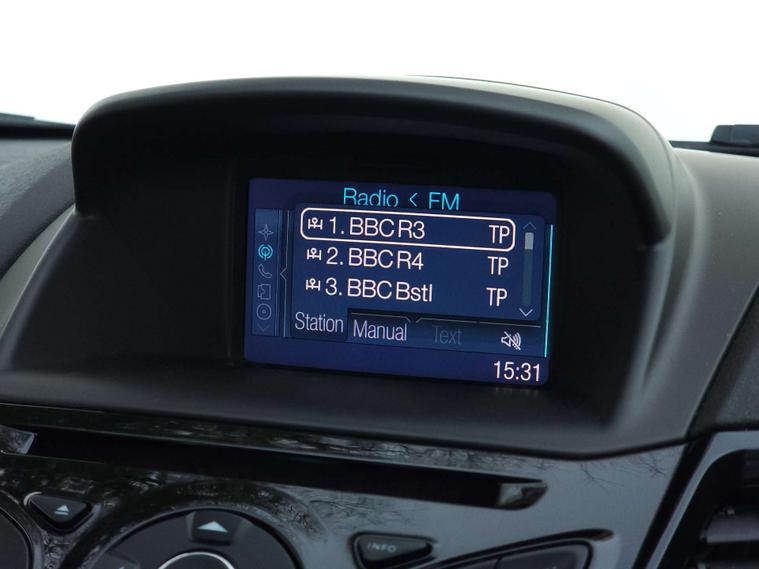 Radio < FM
1. BBC R3 TP
2. BBC R4 TP
3. BBC Bstl TP
Station Manual Text
15:31
INFO